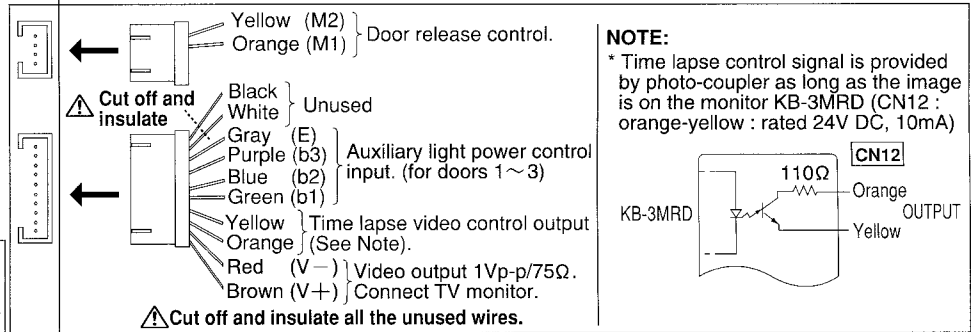 Yellow (M2)
Orange (M1)
Door release control.
⚠ Cut off and
insulate
Black
White
Unused
Gray (E)
Purple (b3)
Blue (b2)
Green (b1)
Auxiliary light power control
input. (for doors 1~3)
Yellow
Orange
Time lapse video control output
(See Note).
Red (V−)
Brown (V+)
Video output 1Vp-p/75Ω.
Connect TV monitor.
⚠Cut off and insulate all the unused wires.
NOTE:
* Time lapse control signal is provided
by photo-coupler as long as the image
is on the monitor KB-3MRD (CN12 :
orange-yellow : rated 24V DC, 10mA)
CN12
110Ω
Orange
KB-3MRD
OUTPUT
Yellow